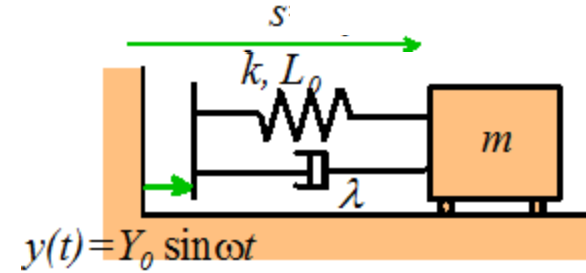 s
k, L₀
m
λ
y(t)=Y₀ sinωt